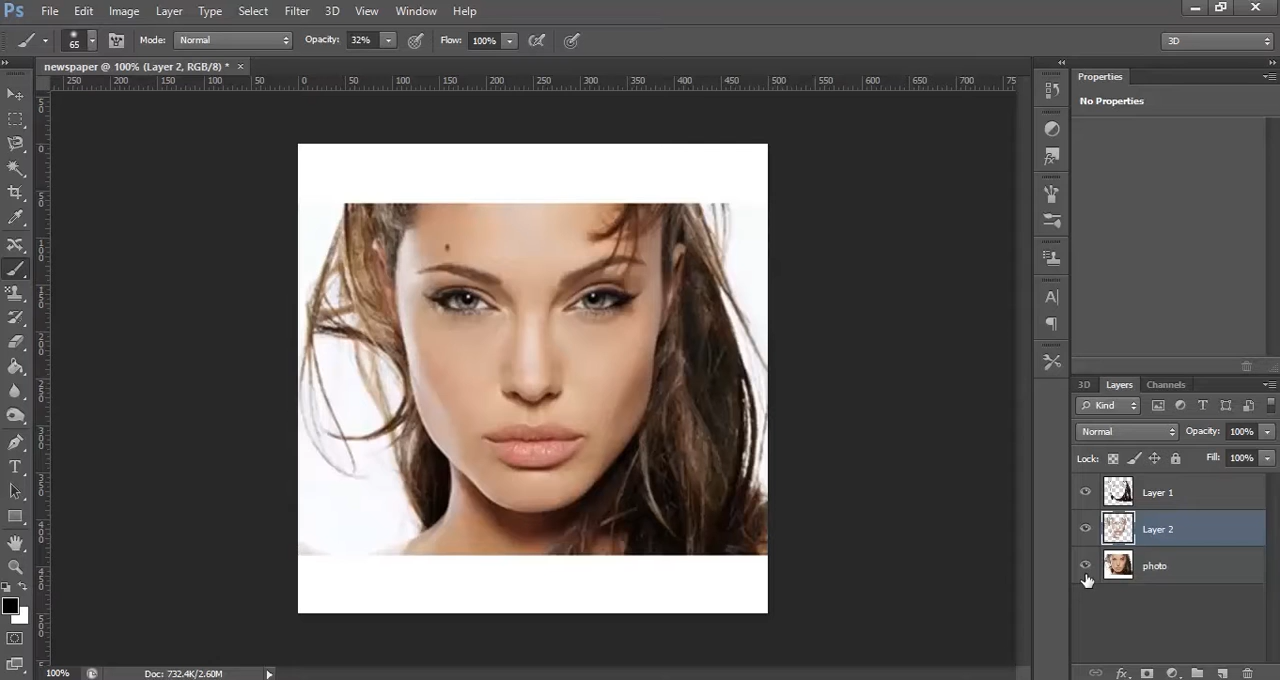 Ps File Edit Image Layer Type Select Filter 3D View Window Help
65 Mode: Normal Opacity: 32% Flow: 100% 3D
newspaper @ 100% (Layer 2, RGB/8) * ×
250 200 150 100 50 0 50 100 150 200 250 300 350 400 450 500 550 600 650 700 75
Properties
No Properties
3D Layers Channels
Kind
Normal Opacity: 100%
Lock: Fill: 100%
Layer 1
Layer 2
photo
100% Doc: 732.4K/2.60M